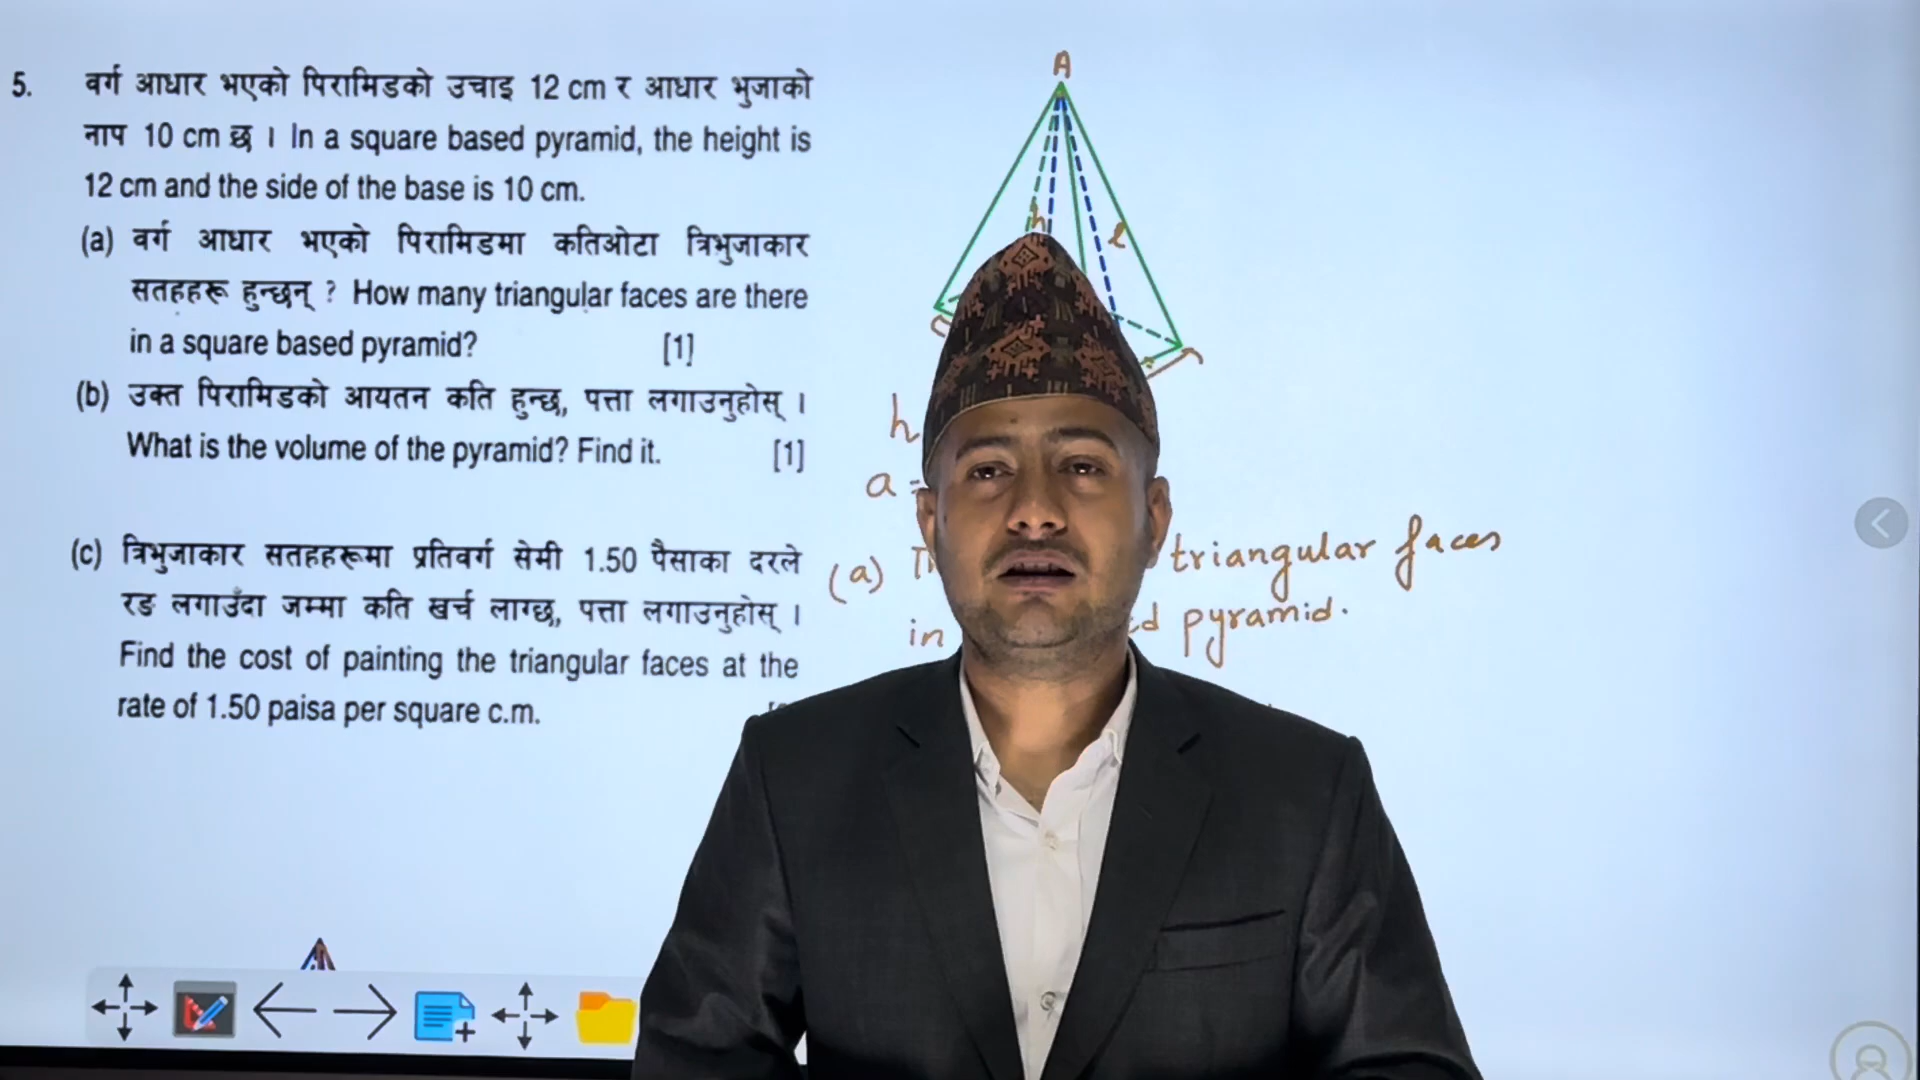 5. वर्ग आधार भएको पिरामिडको उचाइ 12 cm र आधार भुजाको
नाप 10 cm छ । In a square based pyramid, the height is
12 cm and the side of the base is 10 cm.
(a) वर्ग आधार भएको पिरामिडमा कतिओटा त्रिभुजाकार
सतहहरू हुन्छन् ? How many triangular faces are there
in a square based pyramid? [1]
(b) उक्त पिरामिडको आयतन कति हुन्छ, पत्ता लगाउनुहोस् ।
What is the volume of the pyramid? Find it. [1]
(c) त्रिभुजाकार सतहहरूमा प्रतिवर्ग सेमी 1.50 पैसाका दरले
रङ लगाउँदा जम्मा कति खर्च लाग्छ, पत्ता लगाउनुहोस् ।
Find the cost of painting the triangular faces at the
rate of 1.50 paisa per square c.m.
A
h
l
h
a =
(a) triangular faces
in pyramid.